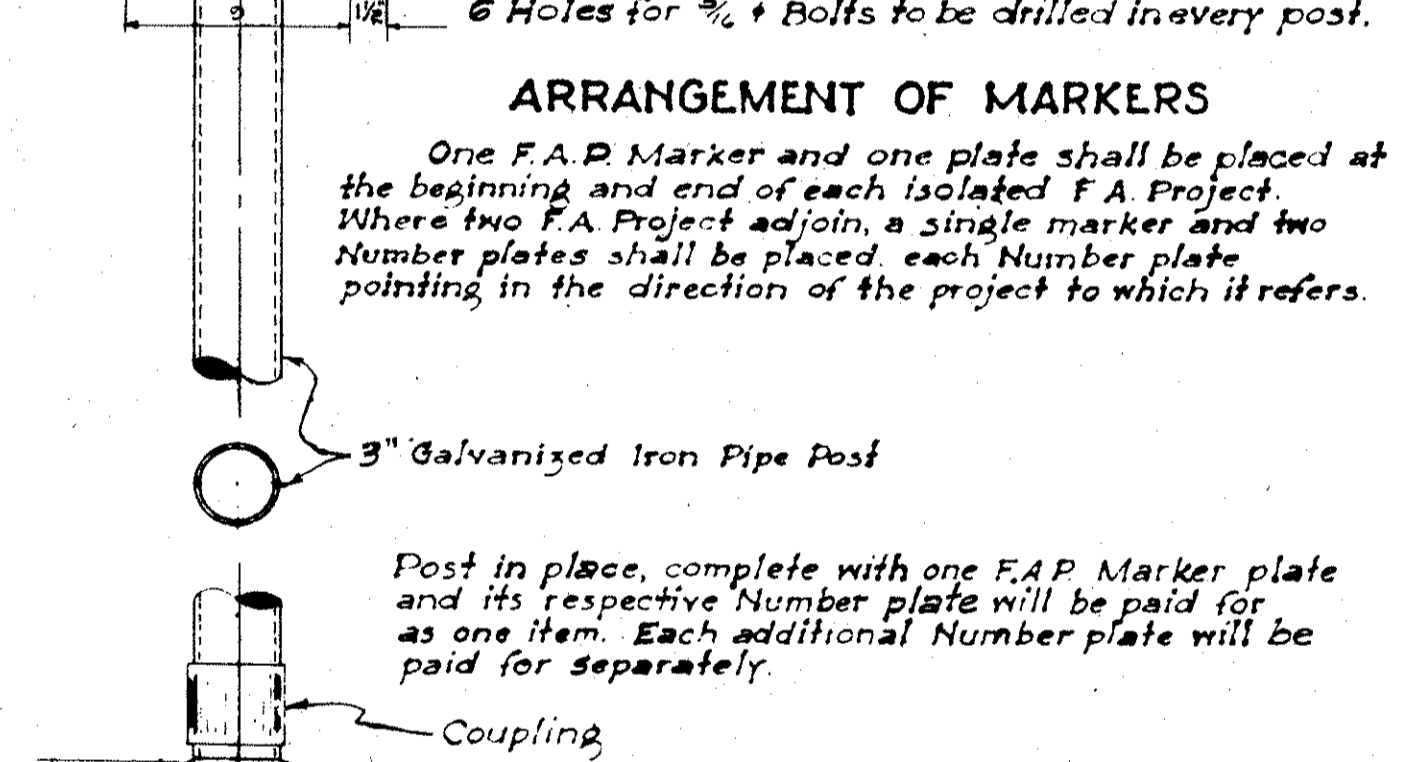 9 1½
6 Holes for 5/16 ϕ Bolts to be drilled in every post.
ARRANGEMENT OF MARKERS
One F.A.P. Marker and one plate shall be placed at
the beginning and end of each isolated F A. Project.
Where two F.A. Project adjoin, a single marker and two
Number plates shall be placed. each Number plate
pointing in the direction of the project to which it refers.
3" Galvanized Iron Pipe Post
Post in place, complete with one F.A P. Marker plate
and its respective Number plate will be paid for
as one item. Each additional Number plate will be
paid for separately.
Coupling